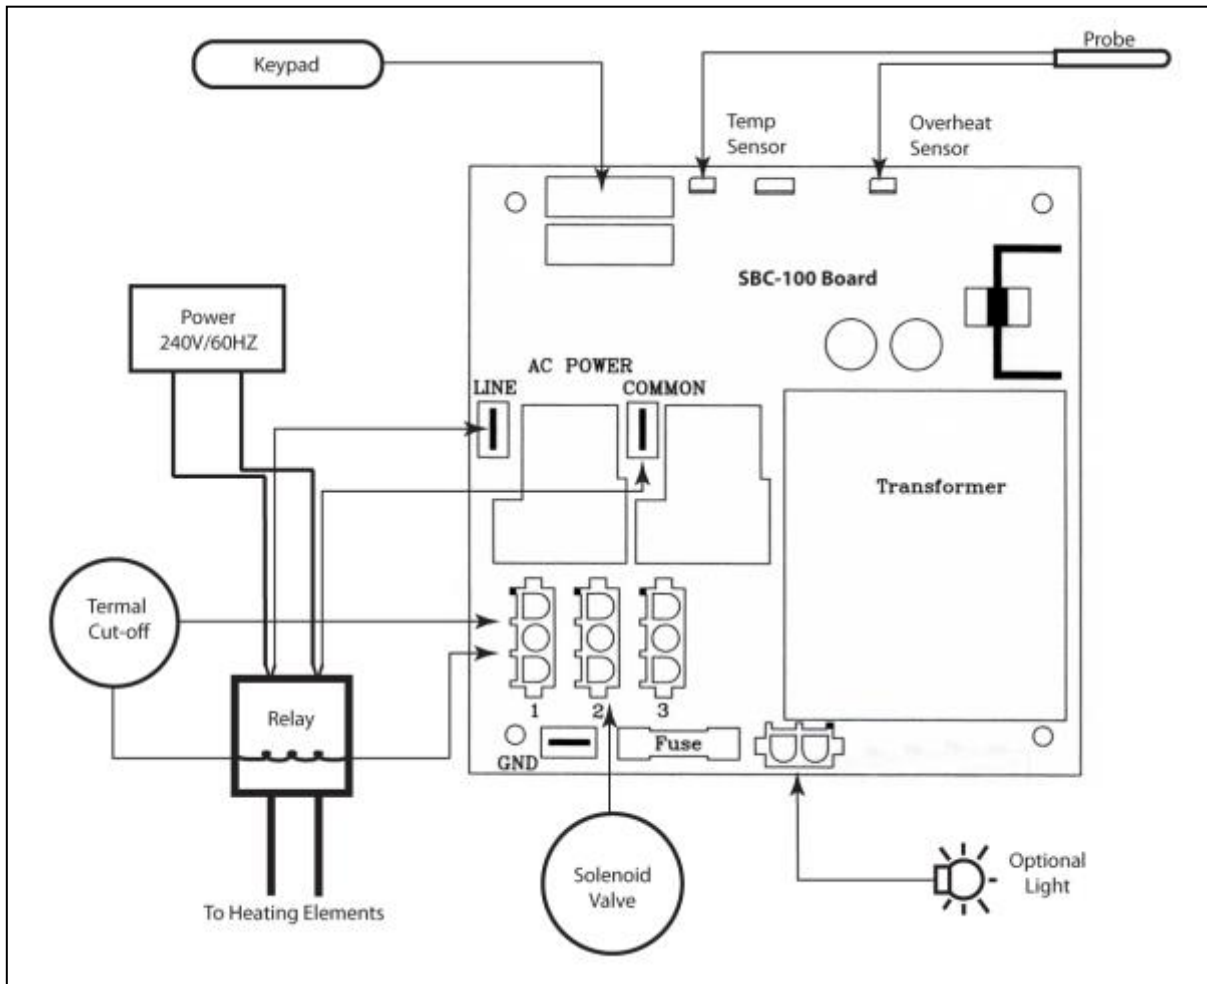 Keypad
Probe
Temp
Sensor
Overheat
Sensor
SBC-100 Board
Power
240V/60HZ
AC POWER
LINE
COMMON
Transformer
Termal
Cut-off
Relay
1
2
3
GND
Fuse
Solenoid
Valve
Optional
Light
To Heating Elements